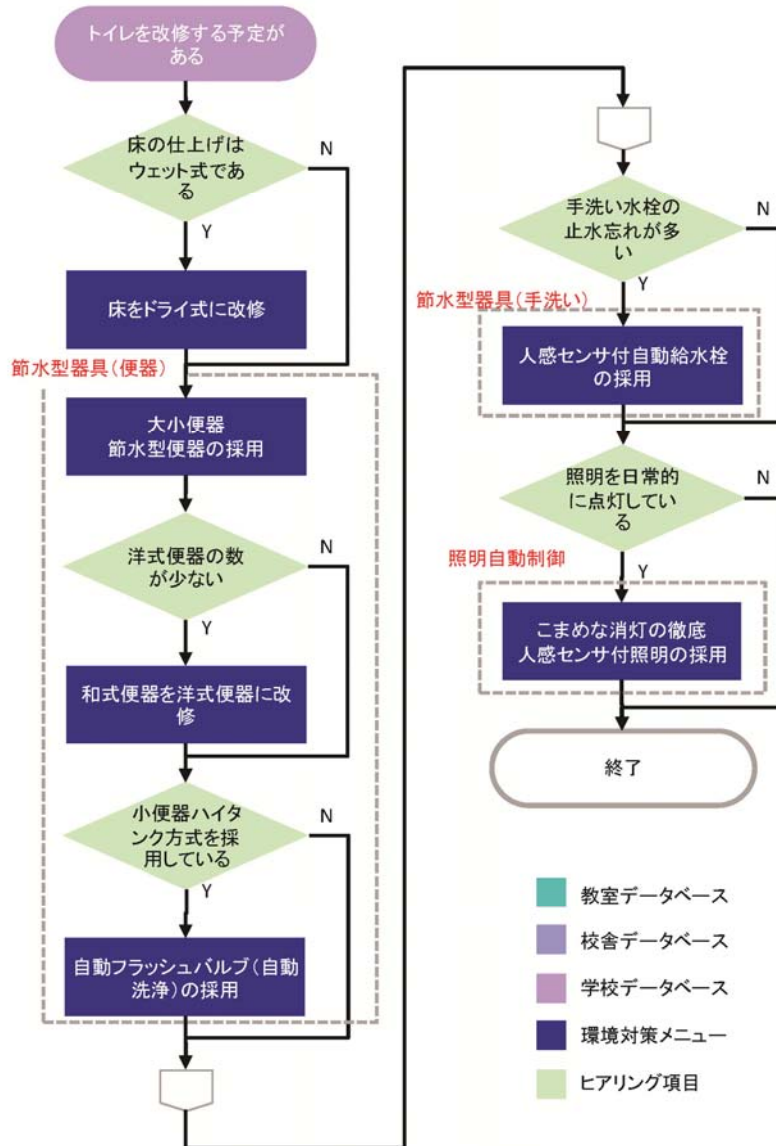 トイレを改修する予定が
ある
床の仕上げは
ウェット式であ
る
N
Y
床をドライ式に改修
節水型器具(便器)
大小便器
節水型便器の採用
洋式便器の数
が少ない
N
Y
和式便器を洋式便器に改
修
小便器ハイタ
ンク方式を採
用している
N
Y
自動フラッシュバルブ(自動
洗浄)の採用
手洗い水栓の
止水忘れが多
い
N
Y
節水型器具(手洗い)
人感センサ付自動給水栓
の採用
照明を日常的
に点灯してい
る
N
Y
照明自動制御
こまめな消灯の徹底
人感センサ付照明の採用
終了
教室データベース
校舎データベース
学校データベース
環境対策メニュー
ヒアリング項目